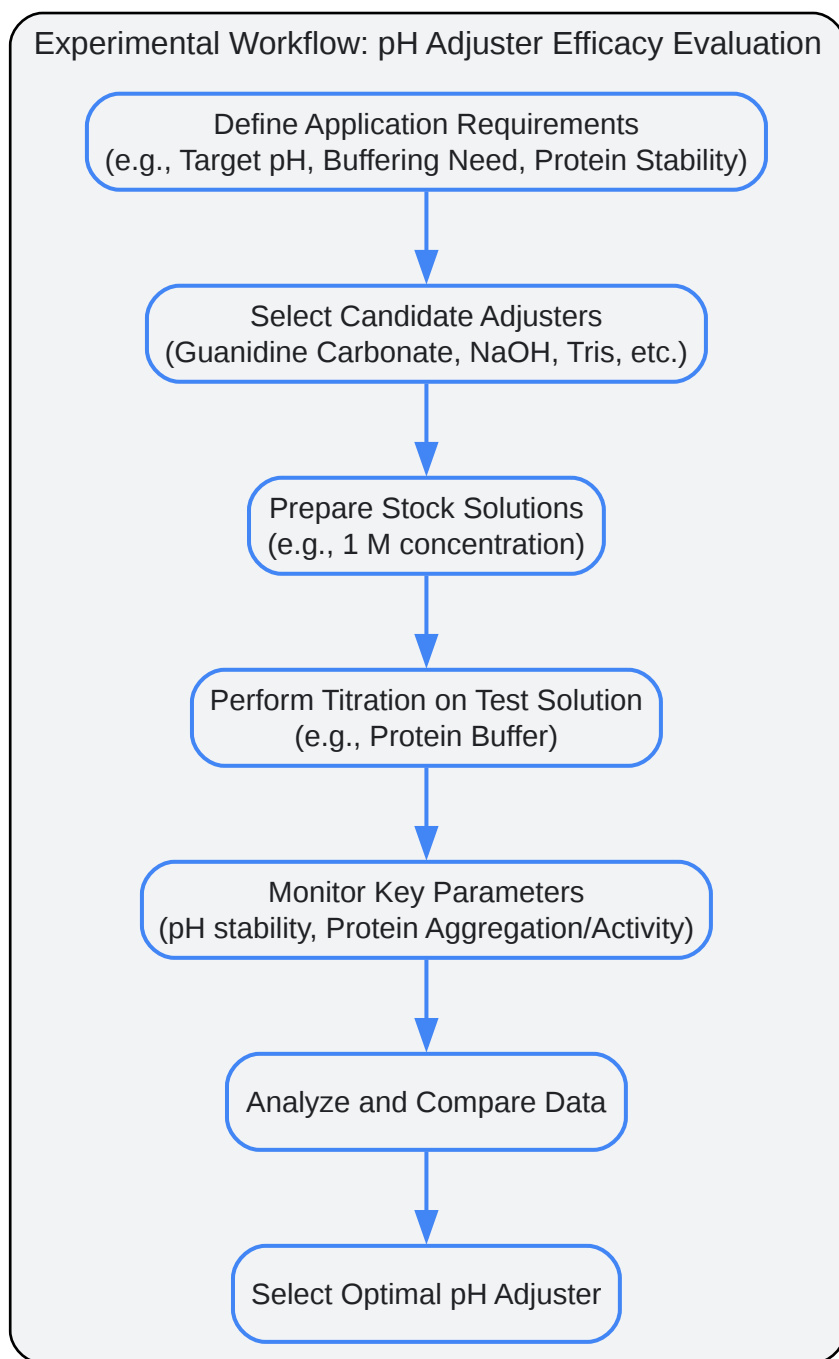 Experimental Workflow: pH Adjuster Efficacy Evaluation
Define Application Requirements
(e.g., Target pH, Buffering Need, Protein Stability)
Select Candidate Adjusters
(Guanidine Carbonate, NaOH, Tris, etc.)
Prepare Stock Solutions
(e.g., 1 M concentration)
Perform Titration on Test Solution
(e.g., Protein Buffer)
Monitor Key Parameters
(pH stability, Protein Aggregation/Activity)
Analyze and Compare Data
Select Optimal pH Adjuster